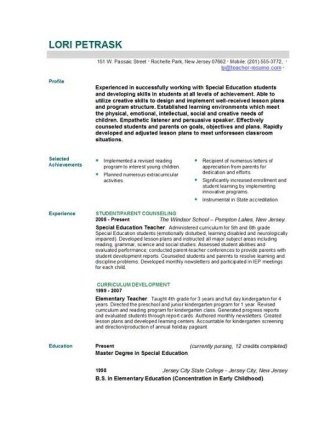 LORI PETRASK
151 W. Passaic Street · Rochelle Park, New Jersey 07662 · Mobile: (201) 555-3772,
lp@teacher-resume.com
Profile
Experienced in successfully working with Special Education students
and developing skills in students at all levels of achievement. Able to
utilize creative skills to design and implement well-received lesson plans
and program structure. Established learning environments which meet
the physical, emotional, intellectual, social and creative needs of
children. Empathetic listener and persuasive speaker. Effectively
counseled students and parents on goals, objectives and plans. Rapidly
developed and adjusted lesson plans to meet unforeseen classroom
situations.
Selected
Achievements
Implemented a revised reading
program to interest young children.
Planned numerous extracurricular
activities.
Recipient of numerous letters of
appreciation from parents for
dedication and efforts.
Significantly increased enrollment and
student learning by implementing
innovative programs.
Instrumental in State accreditation
Experience
STUDENT/PARENT COUNSELING
2008 - Present The Windsor School – Pompton Lakes, New Jersey
Special Education Teacher Administered curriculum for 5th and 6th grade
Special Education students (emotionally disturbed, learning disabled and neurologically
impaired) Developed lesson plans and instructed all major subject areas including
reading, grammar, science and social studies. Assessed student abilities and
evaluated performance. conducted parent teacher conferences to provide parents with
student development reports. Counseled students and parents to resolve learning and
discipline problems. Developed monthly newsletters and participated in IEP meetings
for each child.
CURRICULUM DEVELOPMENT
1999 - 2007
Elementary Teacher Taught 4th grade for 3 years and full day kindergarten for 4
years. Directed the preschool and junior kindergarten program for 1 year. Created a
revised and reading program for kindergarten class. Generated progress reports
and evaluated students through report cards. Authored monthly newsletters. Created
lesson plans and developed learning centers. Accountable for kindergarten screening
and direction/production of annual holiday pageant.
Education
Present (currently pursing, 12 credits completed)
Master Degree in Special Education
1998 Jersey City State College - Jersey City, New Jersey
B.S. In Elementary Education (Concentration in Early Childhood)